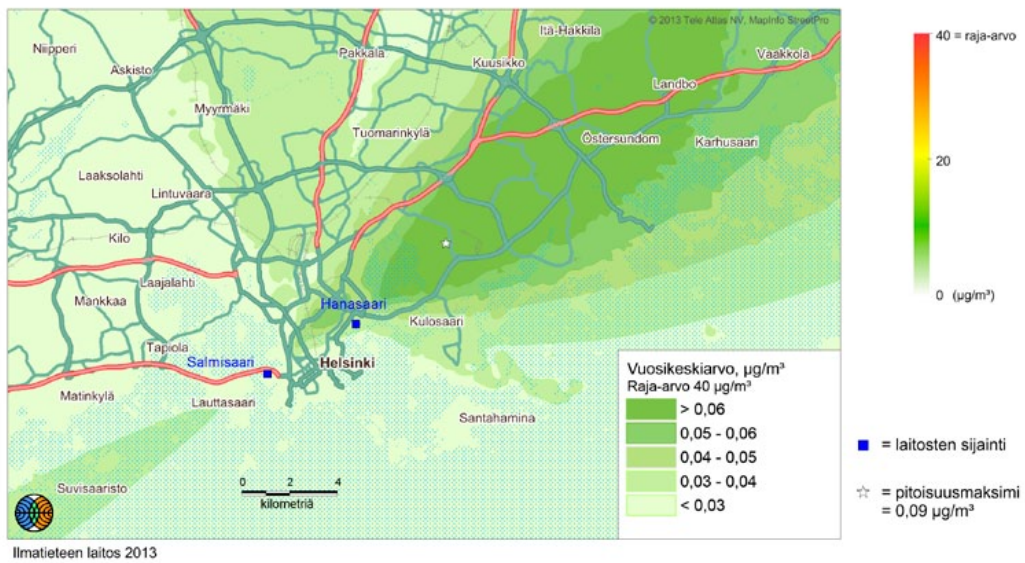 © 2013 Tele Atlas NV, MapInfo StreetPro
Itä-Hakkila
Niipperi
Pakkala
Vaakkola
Kuusikko
Askisto
Landbo
Myyrmäki
Tuomarinkylä
Östersundom
Karhusaari
Laaksolahti
Lintuvaara
Kilo
Laajalahti
Mankkaa
Hanasaari
Kulosaari
Tapiola
Salmisaari
Helsinki
Matinkylä
Lauttasaari
Santahamina
Suvisaaristo
0 2 4
kilometriä
Vuosikeskiarvo, µg/m³
Raja-arvo 40 µg/m³
> 0,06
0,05 - 0,06
0,04 - 0,05
0,03 - 0,04
< 0,03
40 = raja-arvo
20
0 (µg/m³)
= laitosten sijainti
= pitoisuusmaksimi
= 0,09 µg/m³
Ilmatieteen laitos 2013